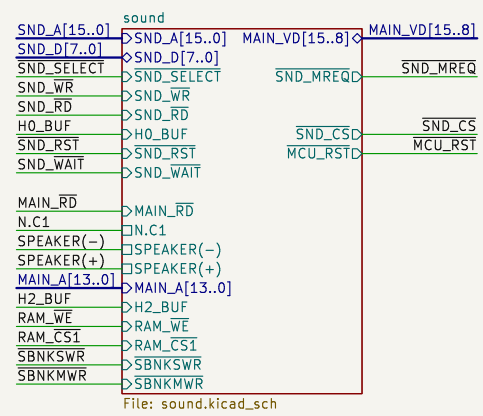 sound
SND_A[15..0] SND_A[15..0] MAIN_VD[15..8] MAIN_VD[15..8]
SND_D[7..0] SND_D[7..0]
SND_SELECT SND_SELECT SND_MREQ SND_MREQ
SND_WR SND_WR
SND_RD SND_RD
H0_BUF H0_BUF SND_CS SND_CS
SND_RST SND_RST MCU_RST MCU_RST
SND_WAIT SND_WAIT
MAIN_RD MAIN_RD
N.C1 N.C1
SPEAKER(-) SPEAKER(-)
SPEAKER(+) SPEAKER(+)
MAIN_A[13..0] MAIN_A[13..0]
H2_BUF H2_BUF
RAM_WE RAM_WE
RAM_CS1 RAM_CS1
SBNKSWR SBNKSWR
SBNKMWR SBNKMWR
File: sound.kicad_sch